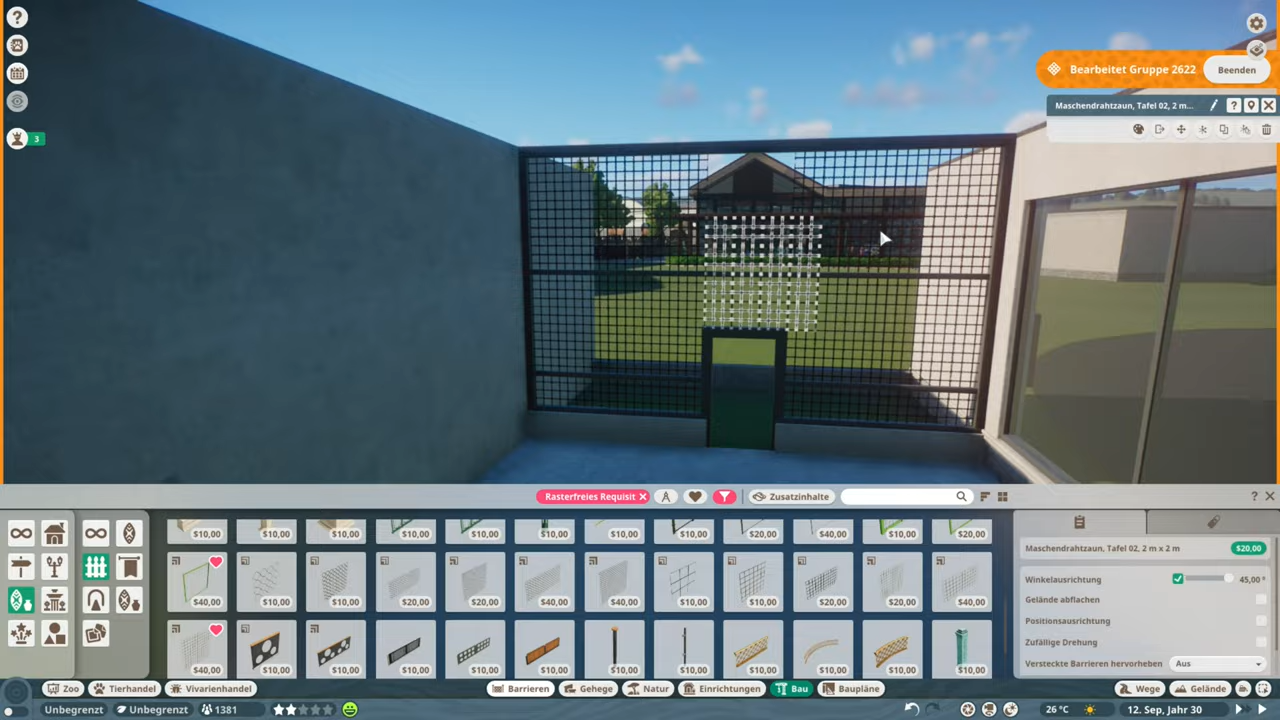 ?
Bearbeitet Gruppe 2622
Beenden
Maschendrahtzaun, Tafel 02, 2 m...
?
3
Rasterfreies Requisit ×
Zusatzinhalte
? ×
$10,00 $10,00 $10,00 $10,00 $10,00 $10,00 $10,00 $10,00 $20,00 $40,00 $10,00 $20,00
$40,00 $10,00 $10,00 $20,00 $20,00 $40,00 $40,00 $10,00 $10,00 $20,00 $20,00 $40,00
$40,00 $10,00 $10,00 $10,00 $10,00 $10,00 $10,00 $10,00 $10,00 $10,00 $10,00 $10,00
Maschendrahtzaun, Tafel 02, 2 m x 2 m
$20,00
Winkelausrichtung
45,00 °
Gelände abflachen
Positionsausrichtung
Zufällige Drehung
Versteckte Barrieren hervorheben
Aus
Zoo Tierhandel Vivarienhandel Barrieren Gehege Natur Einrichtungen Bau Baupläne Wege Gelände
Unbegrenzt Unbegrenzt 1381
26 °C 12. Sep, Jahr 30